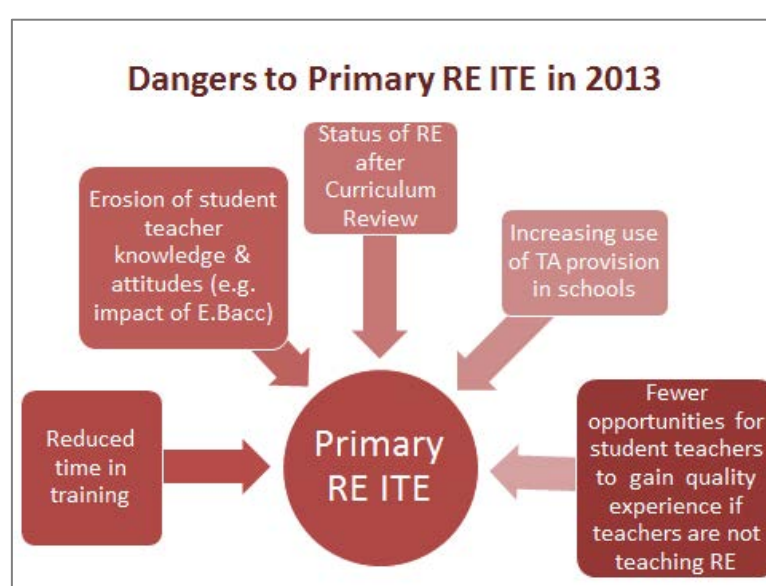 Dangers to Primary RE ITE in 2013
Status of RE
after
Curriculum
Review
Erosion of student
teacher
knowledge &
attitudes (e.g.
impact of E.Bacc)
Increasing use
of TA provision
in schools
Reduced
time in
training
Primary
RE ITE
Fewer
opportunities for
student teachers
to gain quality
experience if
teachers are not
teaching RE